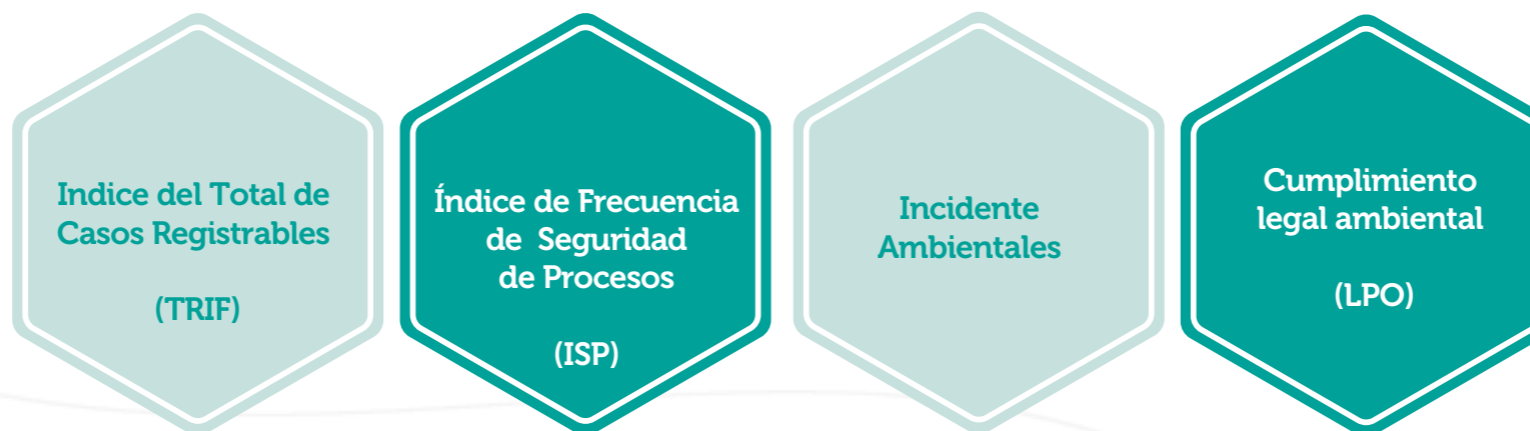 Indice del Total de
Casos Registrables
(TRIF)
Índice de Frecuencia
de Seguridad
de Procesos
(ISP)
Incidente
Ambientales
Cumplimiento
legal ambiental
(LPO)